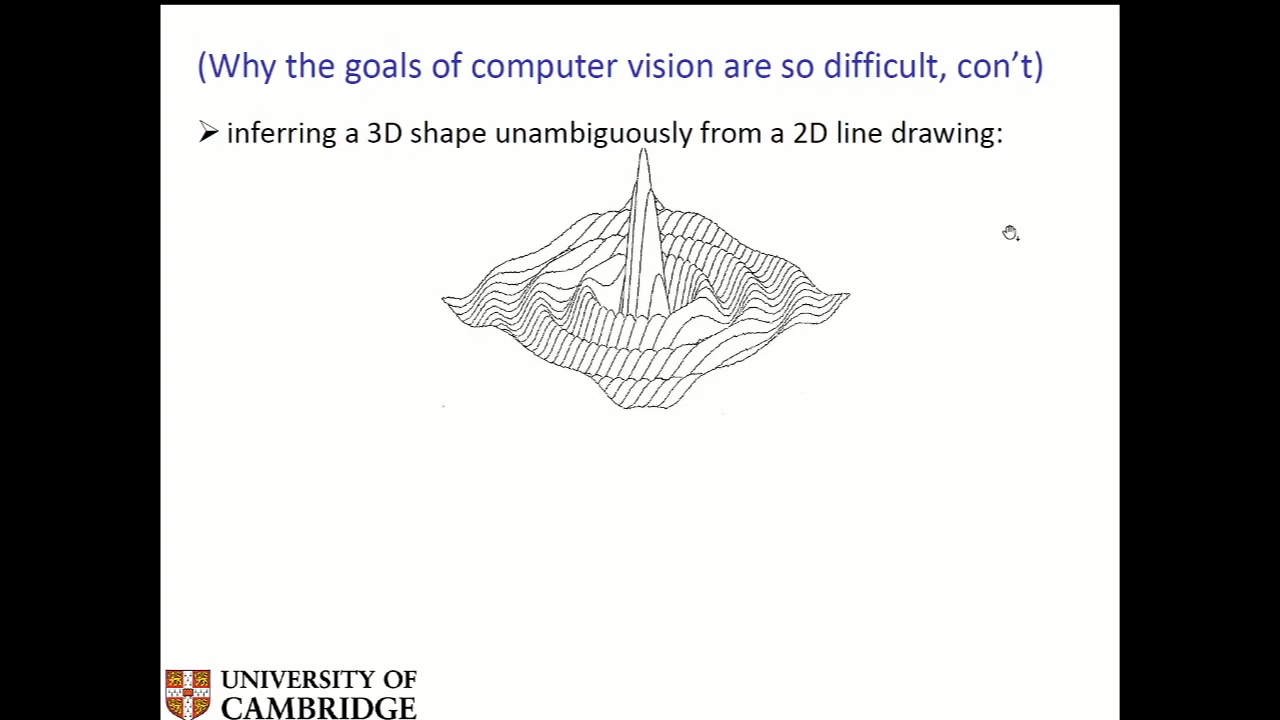 (Why the goals of computer vision are so difficult, con’t)
➢ inferring a 3D shape unambiguously from a 2D line drawing:
UNIVERSITY OF
CAMBRIDGE